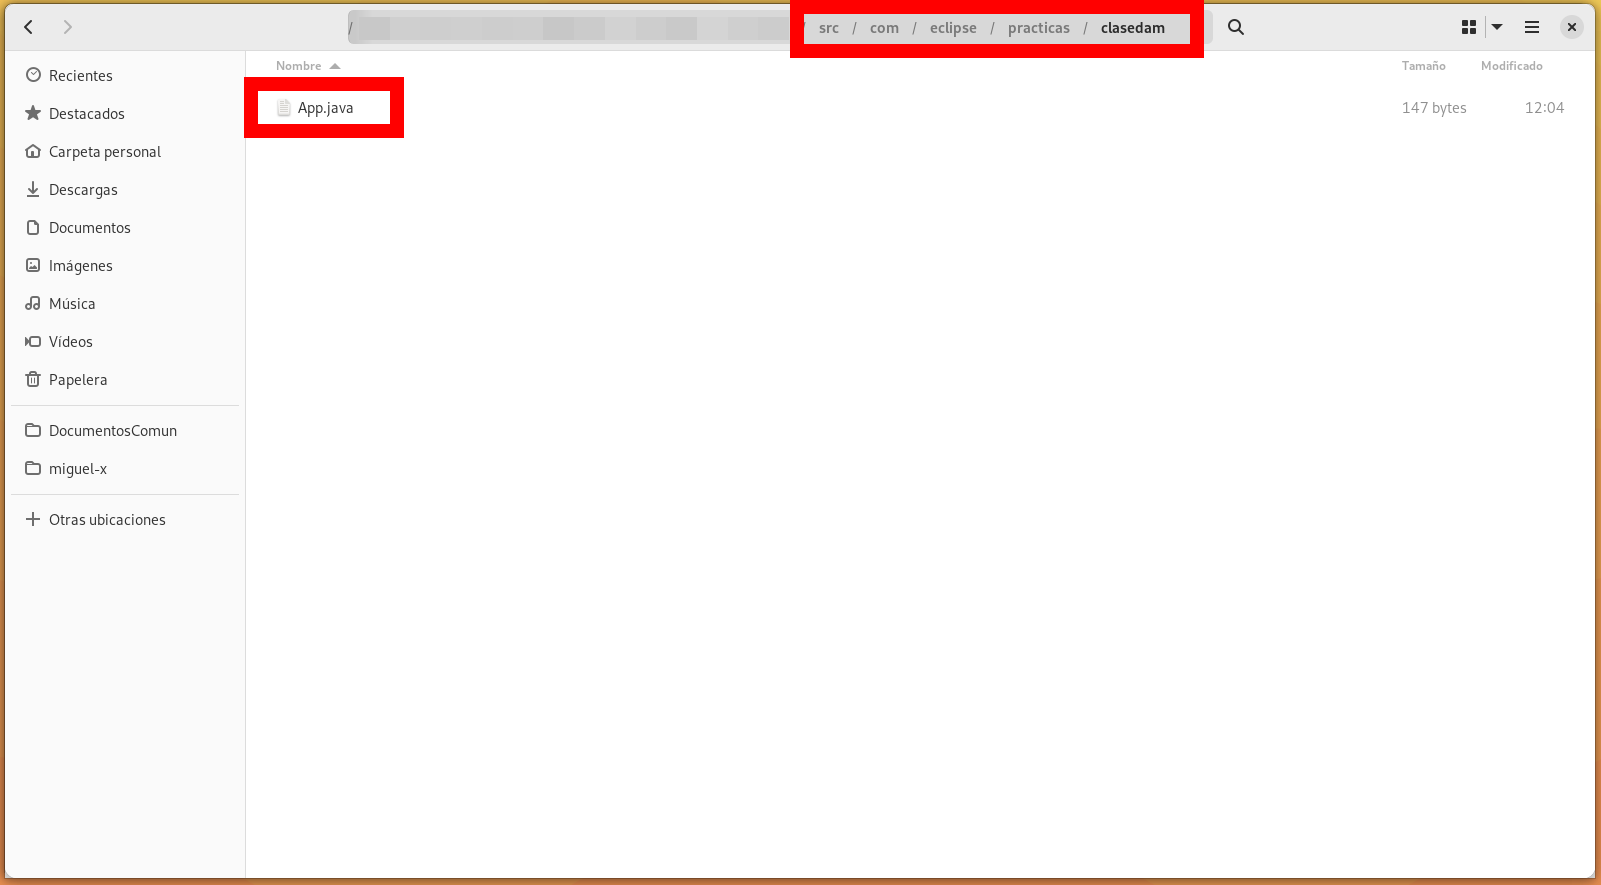 / / src / com / eclipse / practicas / clasedam
Nombre Tamaño Modificado
App.java 147 bytes 12:04
Recientes
Destacados
Carpeta personal
Descargas
Documentos
Imágenes
Música
Vídeos
Papelera
DocumentosComun
miguel-x
Otras ubicaciones